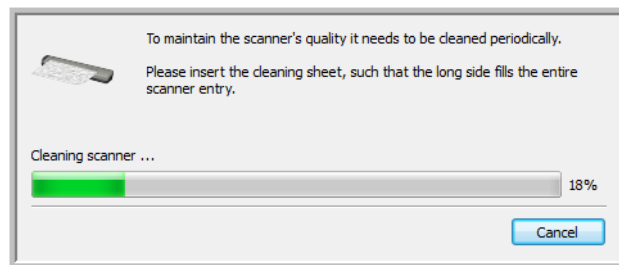 To maintain the scanner's quality it needs to be cleaned periodically.
Please insert the cleaning sheet, such that the long side fills the entire
scanner entry.
Cleaning scanner ...
18%
Cancel